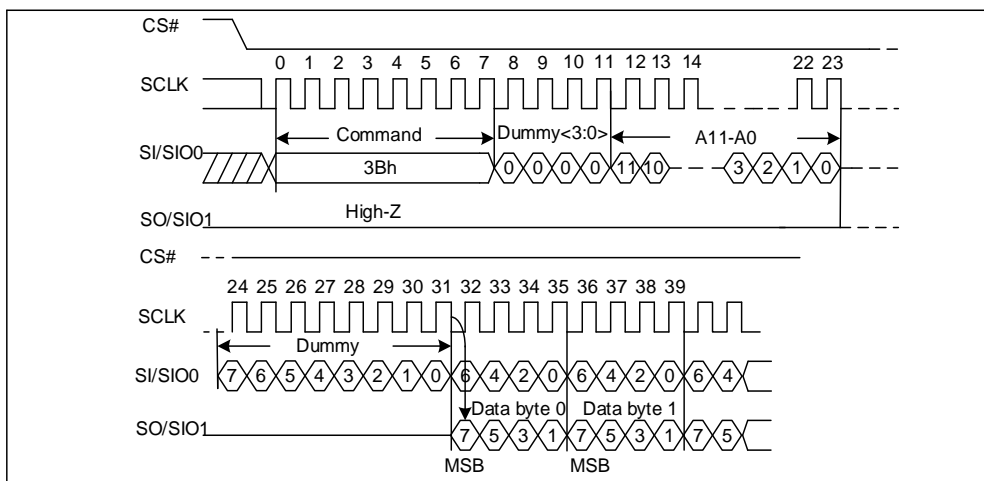 CS#
0 1 2 3 4 5 6 7 8 9 10 11 12 13 14 22 23
SCLK
Command Dummy<3:0> A11-A0
SI/SIO0
3Bh 0 0 0 0 11 10 3 2 1 0
High-Z
SO/SIO1
CS#
24 25 26 27 28 29 30 31 32 33 34 35 36 37 38 39
SCLK
Dummy
SI/SIO0 7 6 5 4 3 2 1 0 6 4 2 0 6 4 2 0 6 4
Data byte 0 Data byte 1
SO/SIO1 7 5 3 1 7 5 3 1 7 5
MSB MSB